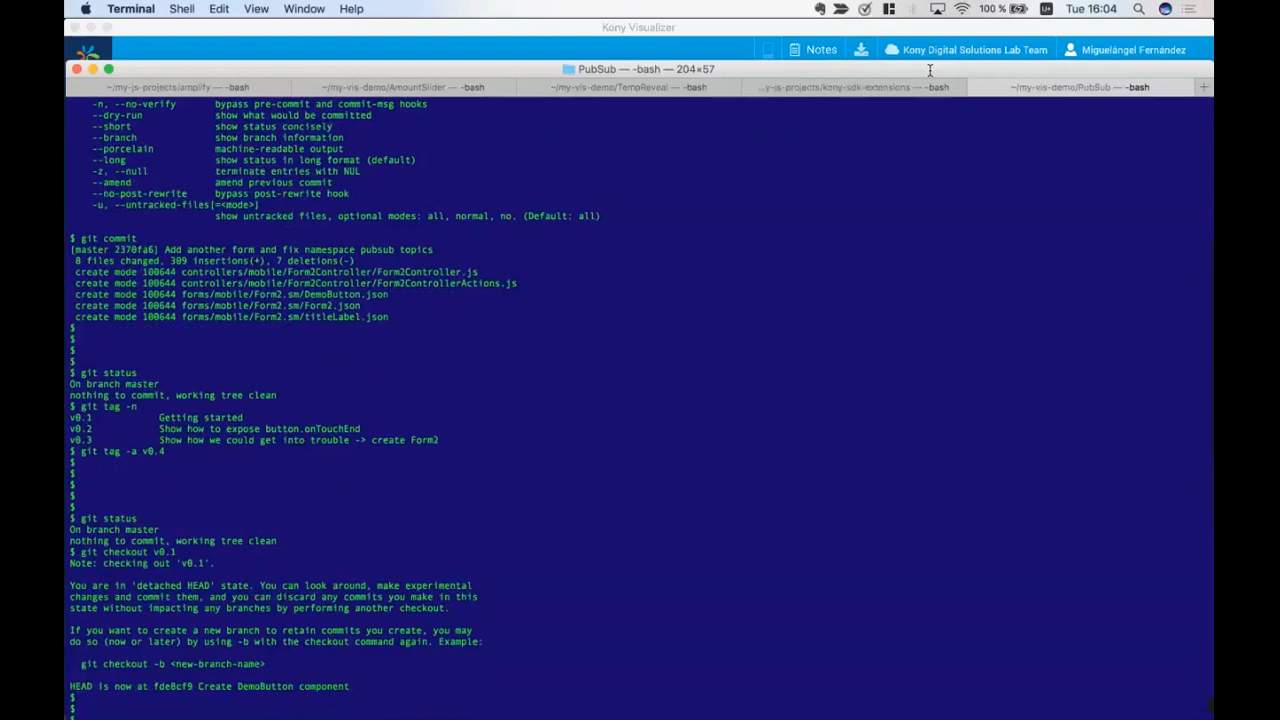 Terminal Shell Edit View Window Help 100 % Tue 16:04
Kony Visualizer
Notes Kony Digital Solutions Lab Team Miguelángel Fernández
PubSub — -bash — 204×57
~/my-js-projects/amplify — -bash ~/my-vis-demo/AmountSlider — -bash ~/my-vis-demo/TempReveal — -bash ...y-js-projects/kony-sdk-extensions — -bash ~/my-vis-demo/PubSub — -bash
-n, --no-verify bypass pre-commit and commit-msg hooks
--dry-run show what would be committed
--short show status concisely
--branch show branch information
--porcelain machine-readable output
--long show status in long format (default)
-z, --null terminate entries with NUL
--amend amend previous commit
--no-post-rewrite bypass post-rewrite hook
-u, --untracked-files[=<mode>]
show untracked files, optional modes: all, normal, no. (Default: all)
$ git commit
[master 2370fa6] Add another form and fix namespace pubsub topics
8 files changed, 309 insertions(+), 7 deletions(-)
create mode 100644 controllers/mobile/Form2Controller/Form2Controller.js
create mode 100644 controllers/mobile/Form2Controller/Form2ControllerActions.js
create mode 100644 forms/mobile/Form2.sm/DemoButton.json
create mode 100644 forms/mobile/Form2.sm/Form2.json
create mode 100644 forms/mobile/Form2.sm/titleLabel.json
$
$
$
$
$ git status
On branch master
nothing to commit, working tree clean
$ git tag -n
v0.1 Getting started
v0.2 Show how to expose button.onTouchEnd
v0.3 Show how we could get into trouble -> create Form2
$ git tag -a v0.4
$
$
$
$
$
$ git status
On branch master
nothing to commit, working tree clean
$ git checkout v0.1
Note: checking out 'v0.1'.
You are in 'detached HEAD' state. You can look around, make experimental
changes and commit them, and you can discard any commits you make in this
state without impacting any branches by performing another checkout.
If you want to create a new branch to retain commits you create, you may
do so (now or later) by using -b with the checkout command again. Example:
git checkout -b <new-branch-name>
HEAD is now at fde8cf9 Create DemoButton component
$
$
$